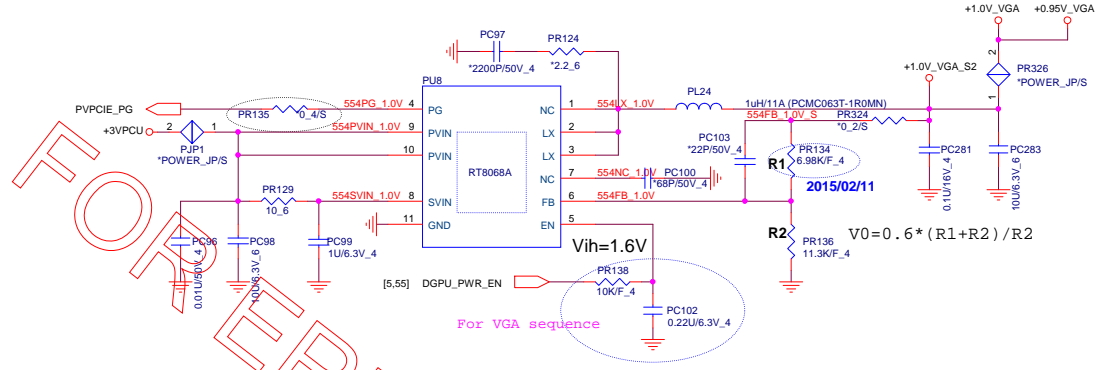 +1.0V_VGA +0.95V_VGA
PC97 PR124
*2200P/50V_4 *2.2_6
PU8
+1.0V_VGA_S2
2
PR326
*POWER_JP/S
1
PVPCIE_PG
PR135
*0_4/S
554PG_1.0V 4 PG
NC 1 554LX_1.0V
PL24
1uH/11A (PCMC063T-1R0MN)
+3VPCU 2 1
PJP1
*POWER_JP/S
554PVIN_1.0V 9 PVIN
LX 2
10 PVIN
LX 3
RT8068A
554FB_1.0V_S
PR324
*0_2/S
PC103
*22P/50V_4
R1
PR134
6.98K/F_4
2015/02/11
PC281
0.1U/16V_4
PC283
10U/6.3V_6
NC 7 554NC_1.0V
PC100
*68P/50V_4
PR129
10_6
554SVIN_1.0V 8 SVIN
FB 6 554FB_1.0V
11 GND
EN 5
Vih=1.6V
R2
PR136
11.3K/F_4
V0=0.6*(R1+R2)/R2
PC96
0.01U/50V_4
PC98
10U/6.3V_6
PC99
1U/6.3V_4
[5,55] DGPU_PWR_EN
PR138
10K/F_4
PC102
0.22U/6.3V_4
For VGA sequence
FOR